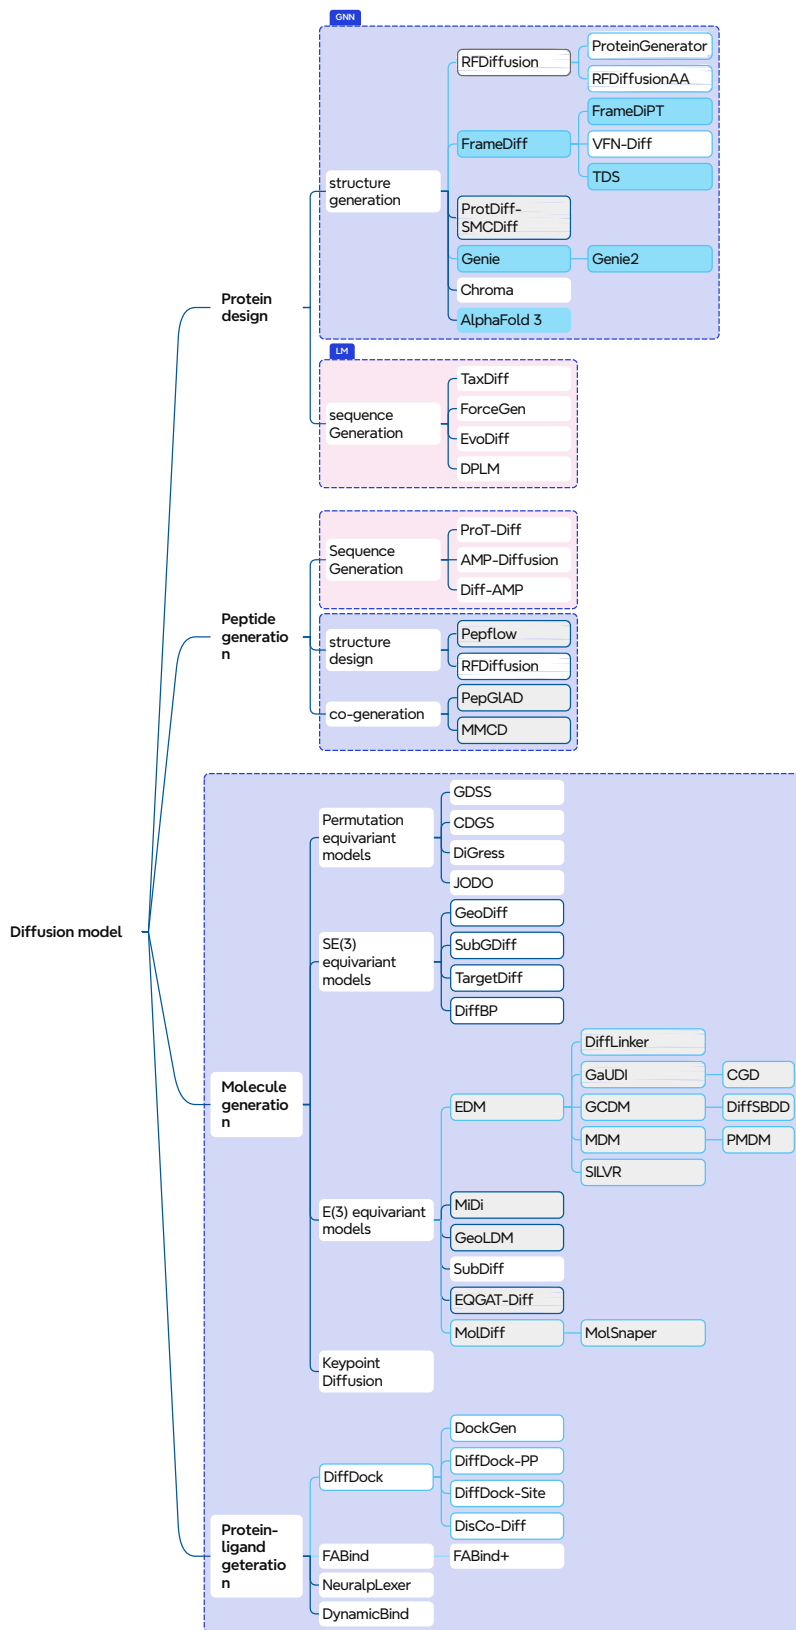 GNN
ProteinGenerator
RFDiffusion
RFDiffusionAA
FrameDiPT
FrameDiff
VFN-Diff
TDS
structure
generation
ProtDiff-
SMCDiff
Genie
Genie2
Chroma
AlphaFold 3
Protein
design
LM
TaxDiff
ForceGen
sequence
Generation
EvoDiff
DPLM
ProT-Diff
Sequence
Generation
AMP-Diffusion
Diff-AMP
Peptide
generatio
n
structure
design
Pepflow
RFDiffusion
co-generation
PepGlAD
MMCD
Diffusion model
Permutation
equivariant
models
GDSS
CDGS
DiGress
JODO
SE(3)
equivariant
models
GeoDiff
SubGDiff
TargetDiff
DiffBP
Molecule
generatio
n
EDM
DiffLinker
GaUDI
CGD
GCDM
DiffSBDD
MDM
PMDM
SILVR
E(3) equivariant
models
MiDi
GeoLDM
SubDiff
EQGAT-Diff
MolDiff
MolSnaper
Keypoint
Diffusion
DiffDock
DockGen
DiffDock-PP
DiffDock-Site
DisCo-Diff
Protein-
ligand
geteratio
n
FABind
FABind+
NeuralpLexer
DynamicBind